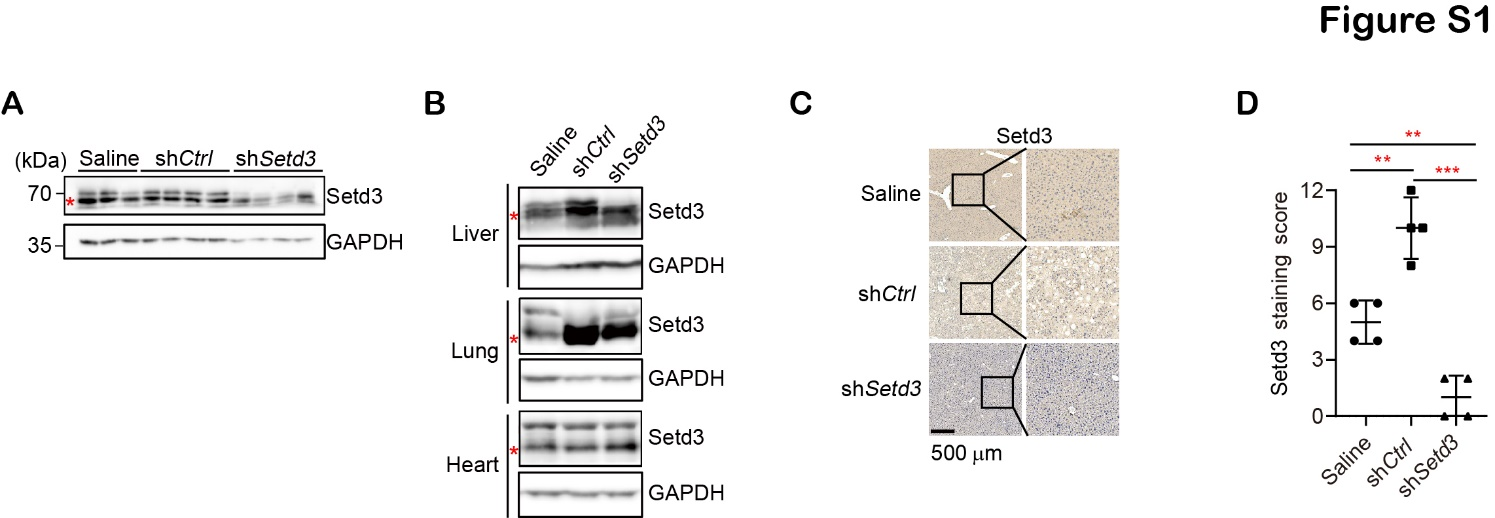 Figure S1
A
(kDa) Saline shCtrl shSetd3
70
* Setd3
35 GAPDH
B
Saline shCtrl shSetd3
Liver * Setd3
GAPDH
Lung * Setd3
GAPDH
Heart * Setd3
GAPDH
C
Setd3
Saline
shCtrl
shSetd3
500 μm
D
**
** ***
Setd3 staining score
12
9
6
3
0
Saline shCtrl shSetd3